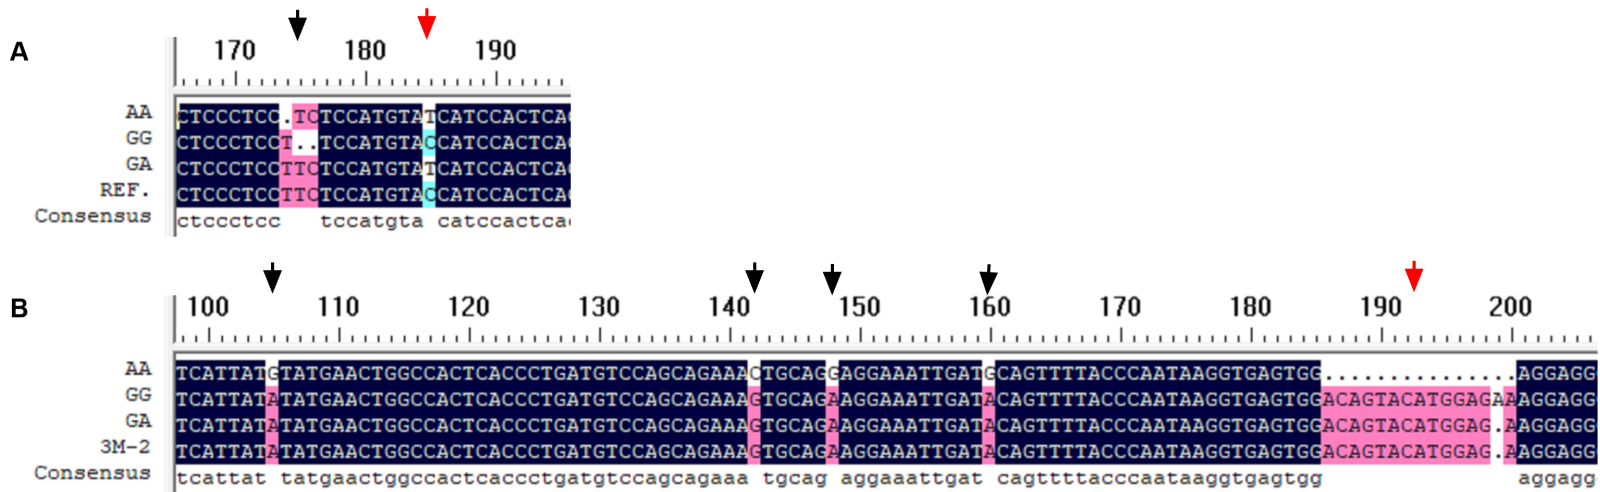 A
170 180 190
AA CTCCCTCC.TCTCCATGTATCATCCACTCA
GG CTCCCTCCT..TCCATGTACCATCCACTCA
GA CTCCCTCCTTCTCCATGTATCATCCACTCA
REF. CTCCCTCCTTCTCCATGTACCATCCACTCA
Consensus ctccctcc tccatgta catccactca
B
100 110 120 130 140 150 160 170 180 190 200
AA TCATTATGTATGAACTGGCCACTCACCCTGATGTCCAGCAGAAACTGCAGGAGGAAATTGATGCAGTTTTACCCAATAAGGTGAGTGG...............AGGAGG
GG TCATTATATATGAACTGGCCACTCACCCTGATGTCCAGCAGAAAGTGCAGAAGGAAATTGATACAGTTTTACCCAATAAGGTGAGTGGACAGTACATGGAGAAAGGAGG
GA TCATTATATATGAACTGGCCACTCACCCTGATGTCCAGCAGAAAGTGCAGAAGGAAATTGATACAGTTTTACCCAATAAGGTGAGTGGACAGTACATGGAG.AAGGAGG
3M-2 TCATTATATATGAACTGGCCACTCACCCTGATGTCCAGCAGAAAGTGCAGAAGGAAATTGATACAGTTTTACCCAATAAGGTGAGTGGACAGTACATGGAG.AAGGAGG
Consensus tcattat tatgaactggccactcaccctgatgtccagcagaaa tgcag aggaaattgat cagttttacccaataaggtgagtgg aggagg